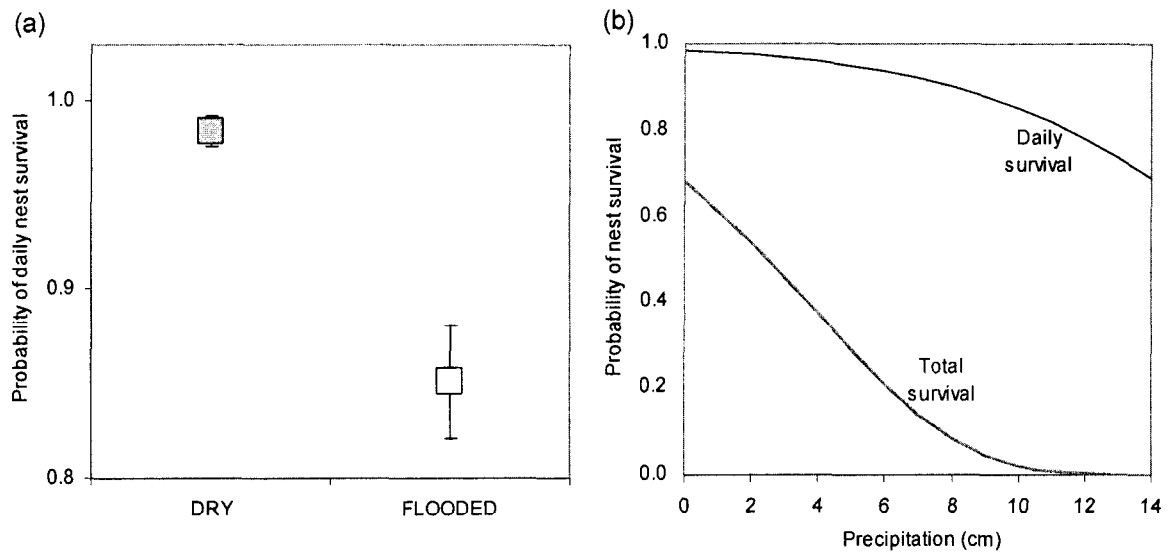 (a)
Probability of daily nest survival
1.0
0.9
0.8
DRY
FLOODED
(b)
Probability of nest survival
1.0
0.8
0.6
0.4
0.2
0.0
Daily
survival
Total
survival
0 2 4 6 8 10 12 14
Precipitation (cm)